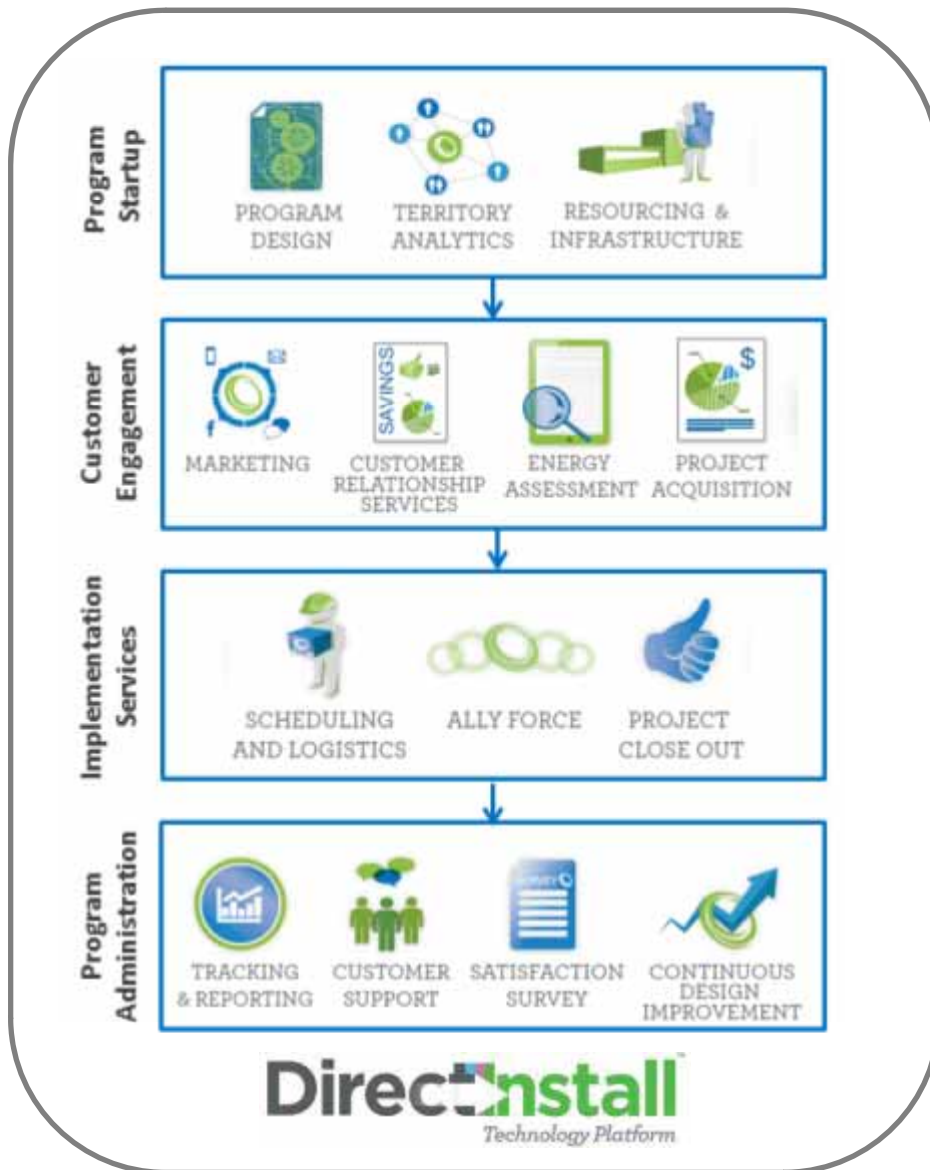 Program
Startup
PROGRAM
DESIGN
TERRITORY
ANALYTICS
RESOURCING &
INFRASTRUCTURE
Customer
Engagement
SAVINGS
$
f
MARKETING
CUSTOMER
RELATIONSHIP
SERVICES
ENERGY
ASSESSMENT
PROJECT
ACQUISITION
Implementation
Services
SCHEDULING
AND LOGISTICS
ALLY FORCE
PROJECT
CLOSE OUT
Program
Administration
TRACKING
& REPORTING
CUSTOMER
SUPPORT
SATISFACTION
SURVEY
CONTINUOUS
DESIGN
IMPROVEMENT
DirectInstall™
Technology Platform